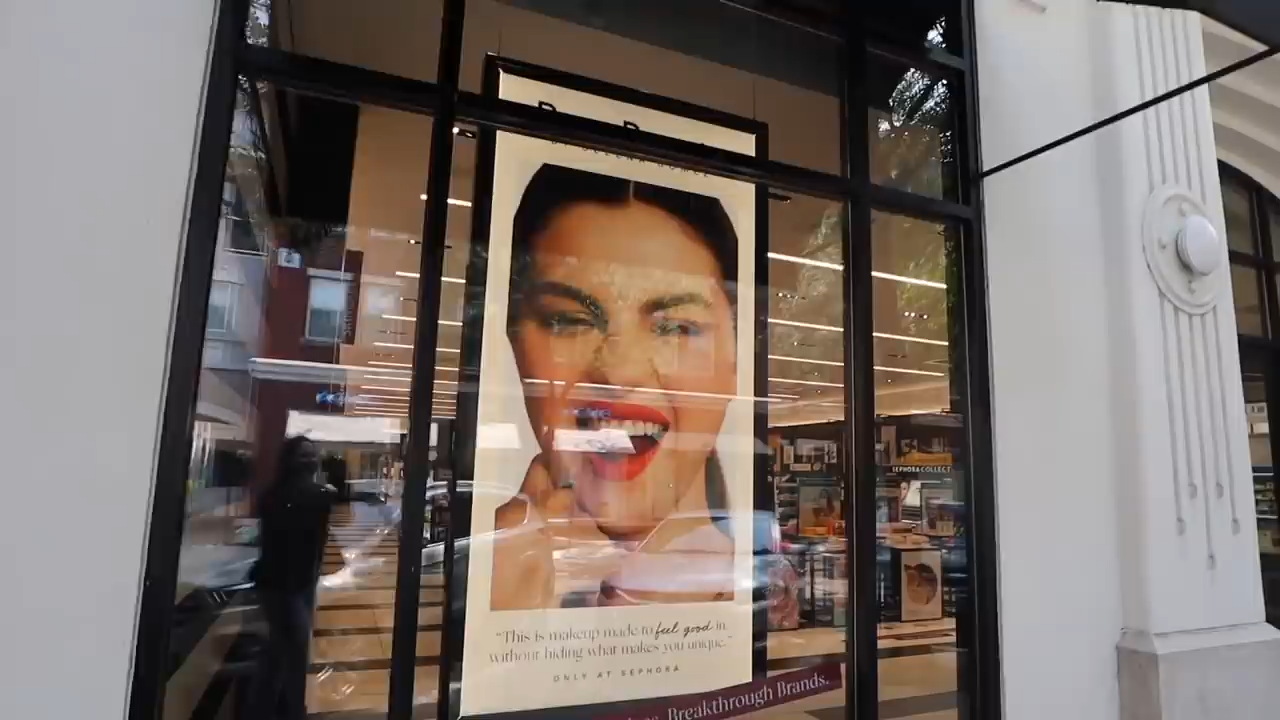 "This is makeup made to feel good in,
without hiding what makes you unique."
ONLY AT SEPHORA
Breakthrough Brands.
SEPHORA COLLECT